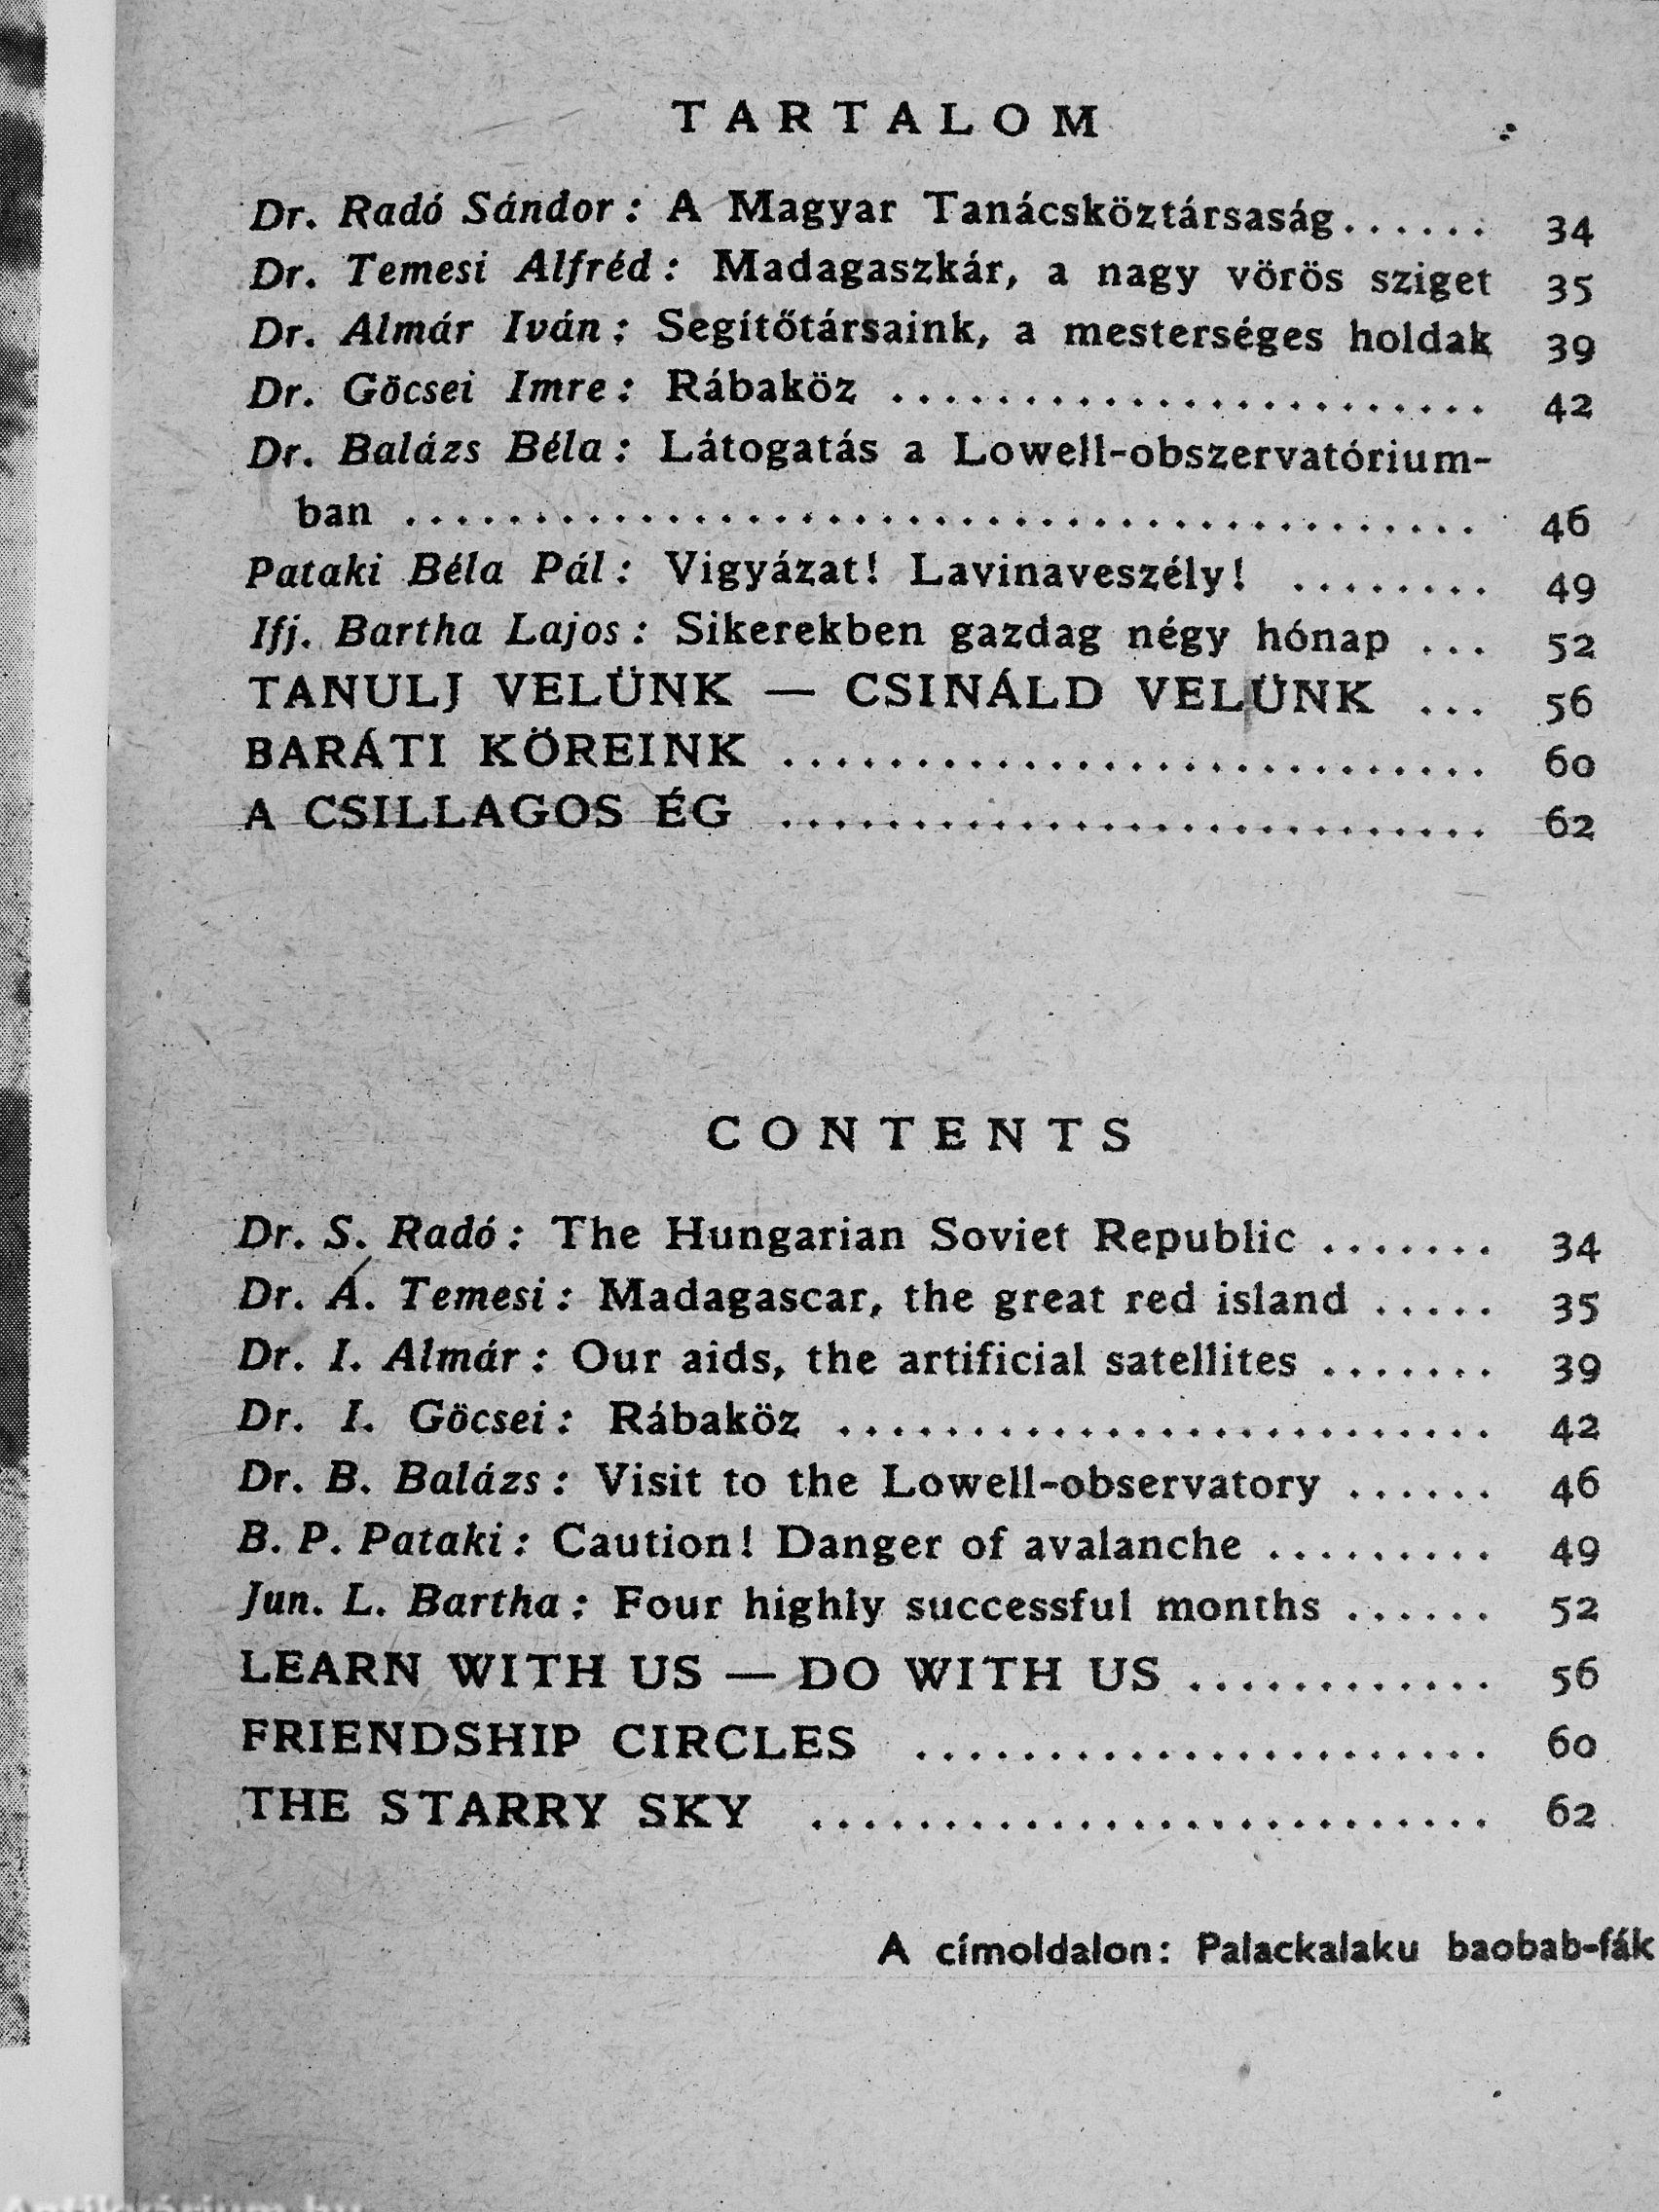 TARTALOM
Dr. Radó Sándor: A Magyar Tanácsköztársaság...... 34
Dr. Temesi Alfréd: Madagaszkár, a nagy vörös sziget 35
Dr. Almár Iván: Segítőtársaink, a mesterséges holdak 39
Dr. Göcsei Imre: Rábaköz ....................... 42
Dr. Balázs Béla: Látogatás a Lowell-obszervatórium-
ban ......................................... 46
Pataki Béla Pál: Vigyázat! Lavinaveszély! ........ 49
Ifj. Bartha Lajos: Sikerekben gazdag négy hónap ... 52
TANULJ VELÜNK — CSINÁLD VELÜNK ... 56
BARÁTI KÖREINK ........................... 60
A CSILLAGOS ÉG ........................... 62
CONTENTS
Dr. S. Radó: The Hungarian Soviet Republic ....... 34
Dr. Á. Temesi: Madagascar, the great red island ..... 35
Dr. I. Almár: Our aids, the artificial satellites ....... 39
Dr. I. Göcsei: Rábaköz ......................... 42
Dr. B. Balázs: Visit to the Lowell-observatory ...... 46
B. P. Pataki: Caution! Danger of avalanche ......... 49
Jun. L. Bartha: Four highly successful months ...... 52
LEARN WITH US — DO WITH US ............ 56
FRIENDSHIP CIRCLES ...................... 60
THE STARRY SKY .......................... 62
A címoldalon: Palackalaku baobab-fák